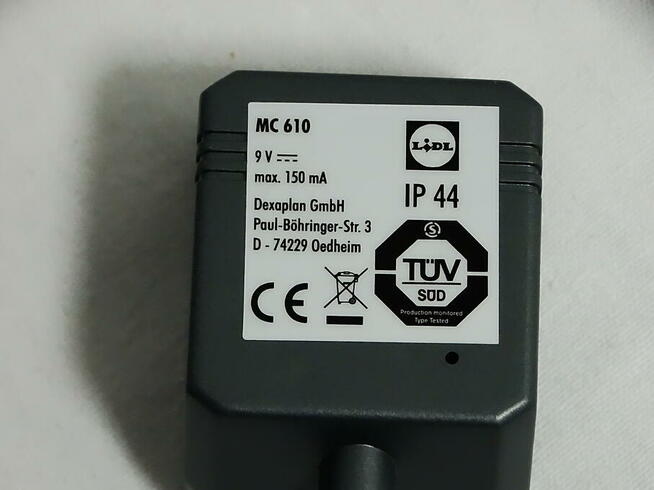 MC 610
9 V
max. 150 mA
Dexaplan GmbH
Paul-Böhringer-Str. 3
D - 74229 Oedheim
CE
LiDL
IP 44
S
TÜV
SÜD
Production monitored
Type Tested